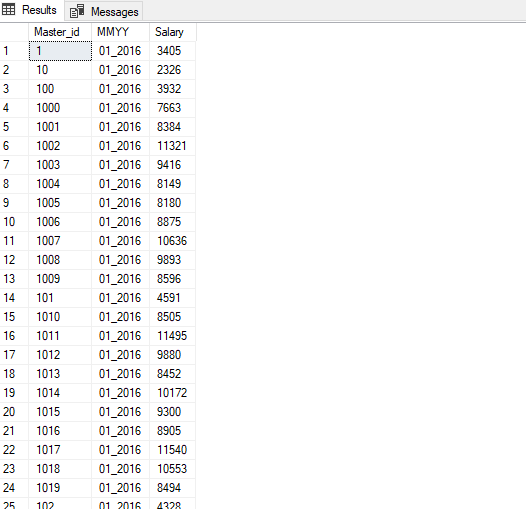 Results Messages
Master_id MMYY Salary
1 1 01_2016 3405
2 10 01_2016 2326
3 100 01_2016 3932
4 1000 01_2016 7663
5 1001 01_2016 8384
6 1002 01_2016 11321
7 1003 01_2016 9416
8 1004 01_2016 8149
9 1005 01_2016 8180
10 1006 01_2016 8875
11 1007 01_2016 10636
12 1008 01_2016 9893
13 1009 01_2016 8596
14 101 01_2016 4591
15 1010 01_2016 8505
16 1011 01_2016 11495
17 1012 01_2016 9880
18 1013 01_2016 8452
19 1014 01_2016 10172
20 1015 01_2016 9300
21 1016 01_2016 8905
22 1017 01_2016 11540
23 1018 01_2016 10553
24 1019 01_2016 8494
25 102 01_2016 4328